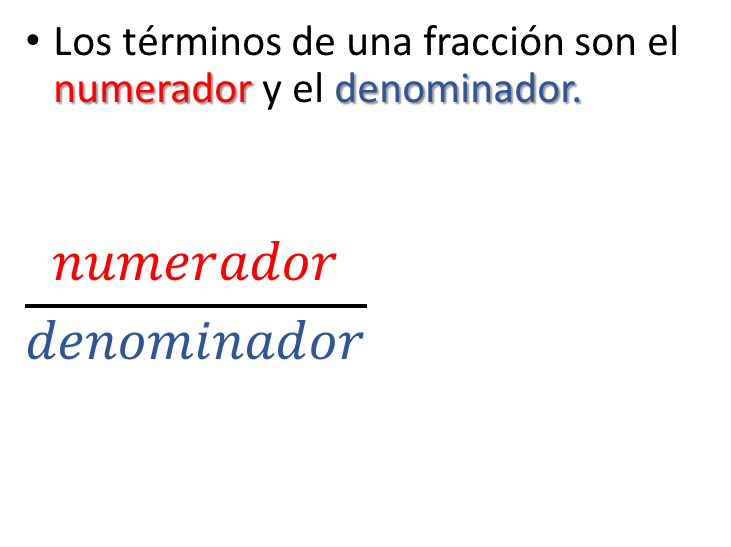 • Los términos de una fracción son el
numerador y el denominador.
numerador
denominador